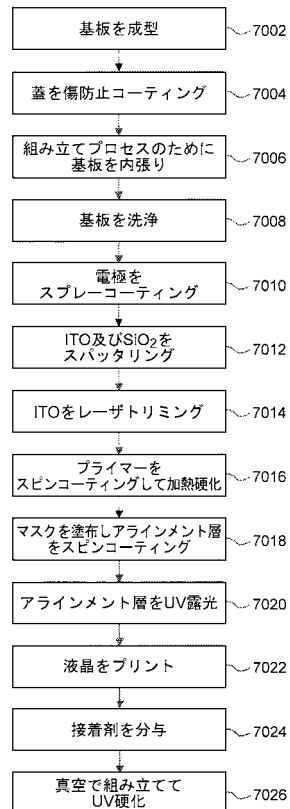 基板を成型
7002
蓋を傷防止コーティング
7004
組み立てプロセスのために
基板を内張り
7006
基板を洗浄
7008
電極を
スプレーコーティング
7010
ITO及びSiO₂を
スパッタリング
7012
ITOをレーザトリミング
7014
プライマーを
スピンコーティングして加熱硬化
7016
マスクを塗布しアラインメント層
をスピンコーティング
7018
アラインメント層をUV露光
7020
液晶をプリント
7022
接着剤を分与
7024
真空で組み立てて
UV硬化
7026